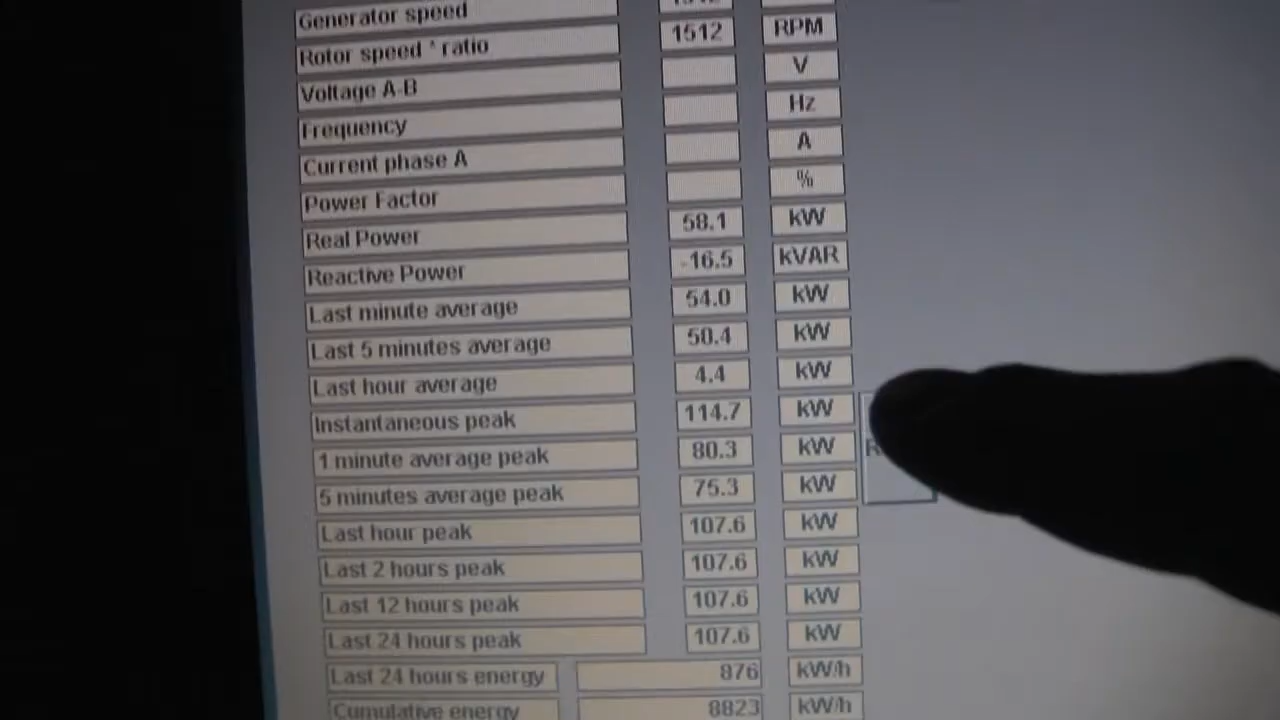 Generator speed
Rotor speed * ratio 1512 RPM
Voltage A-B V
Frequency Hz
Current phase A A
Power Factor %
Real Power 58.1 kW
Reactive Power -16.5 kVAR
Last minute average 54.0 kW
Last 5 minutes average 50.4 kW
Last hour average 4.4 kW
Instantaneous peak 114.7 kW
1 minute average peak 80.3 kW
5 minutes average peak 75.3 kW
Last hour peak 107.6 kW
Last 2 hours peak 107.6 kW
Last 12 hours peak 107.6 kW
Last 24 hours peak 107.6 kW
Last 24 hours energy 876 kW/h
Cumulative energy 8823 kW/h